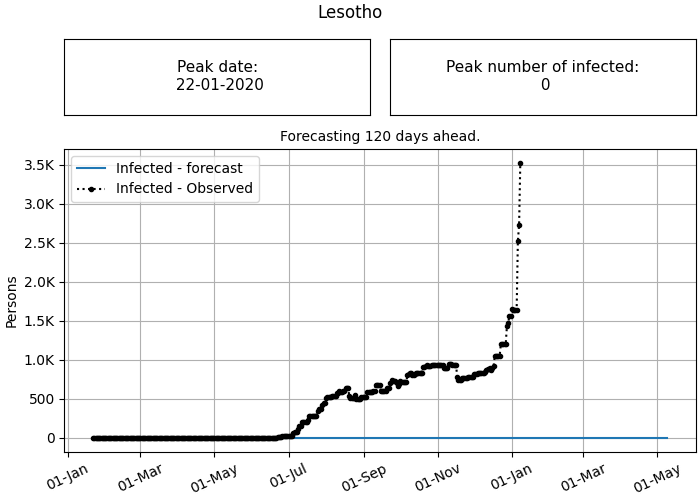 Lesotho
Peak date:
22-01-2020
Peak number of infected:
0
Forecasting 120 days ahead.
Infected - forecast
Infected - Observed
Persons
3.5K
3.0K
2.5K
2.0K
1.5K
1.0K
500
0
01-Jan
01-Mar
01-May
01-Jul
01-Sep
01-Nov
01-Jan
01-Mar
01-May